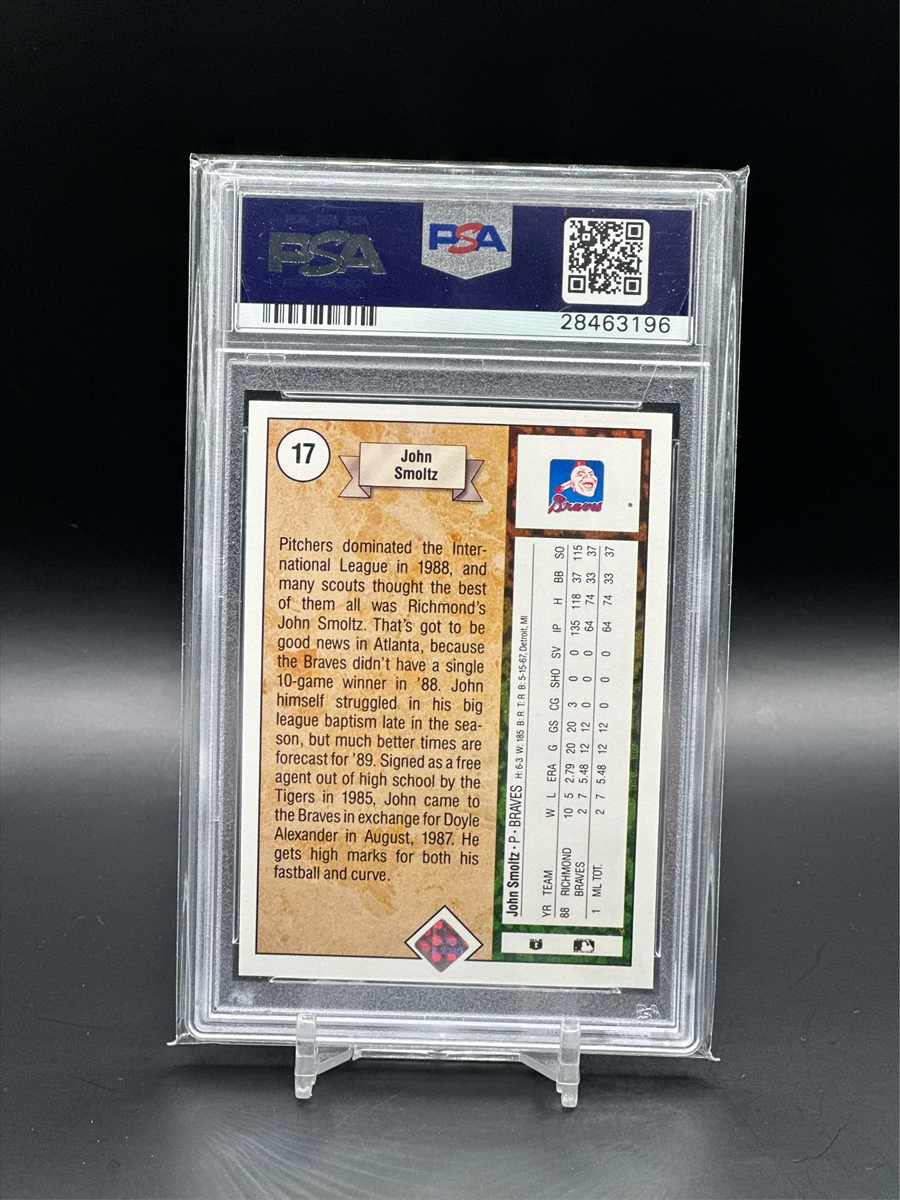 PSA
PSA
28463196
17
John
Smoltz
Pitchers dominated the Inter-
national League in 1988, and
many scouts thought the best
of them all was Richmond's
John Smoltz. That's got to be
good news in Atlanta, because
the Braves didn't have a single
10-game winner in '88. John
himself struggled in his big
league baptism late in the sea-
son, but much better times are
forecast for '89. Signed as a free
agent out of high school by the
Tigers in 1985, John came to
the Braves in exchange for Doyle
Alexander in August, 1987. He
gets high marks for both his
fastball and curve.
Braves
John Smoltz • P • BRAVES H: 6-3 W: 185 B: R T: R B: 5-15-67, Detroit, MI
YR TEAM W L ERA G GS CG SHO SV IP H BB SO
88 RICHMOND 10 5 2.79 20 20 3 0 0 135 118 37 115
BRAVES 2 7 5.48 12 12 0 0 0 64 74 33 37
1 ML TOT. 2 7 5.48 12 12 0 0 0 64 74 33 37